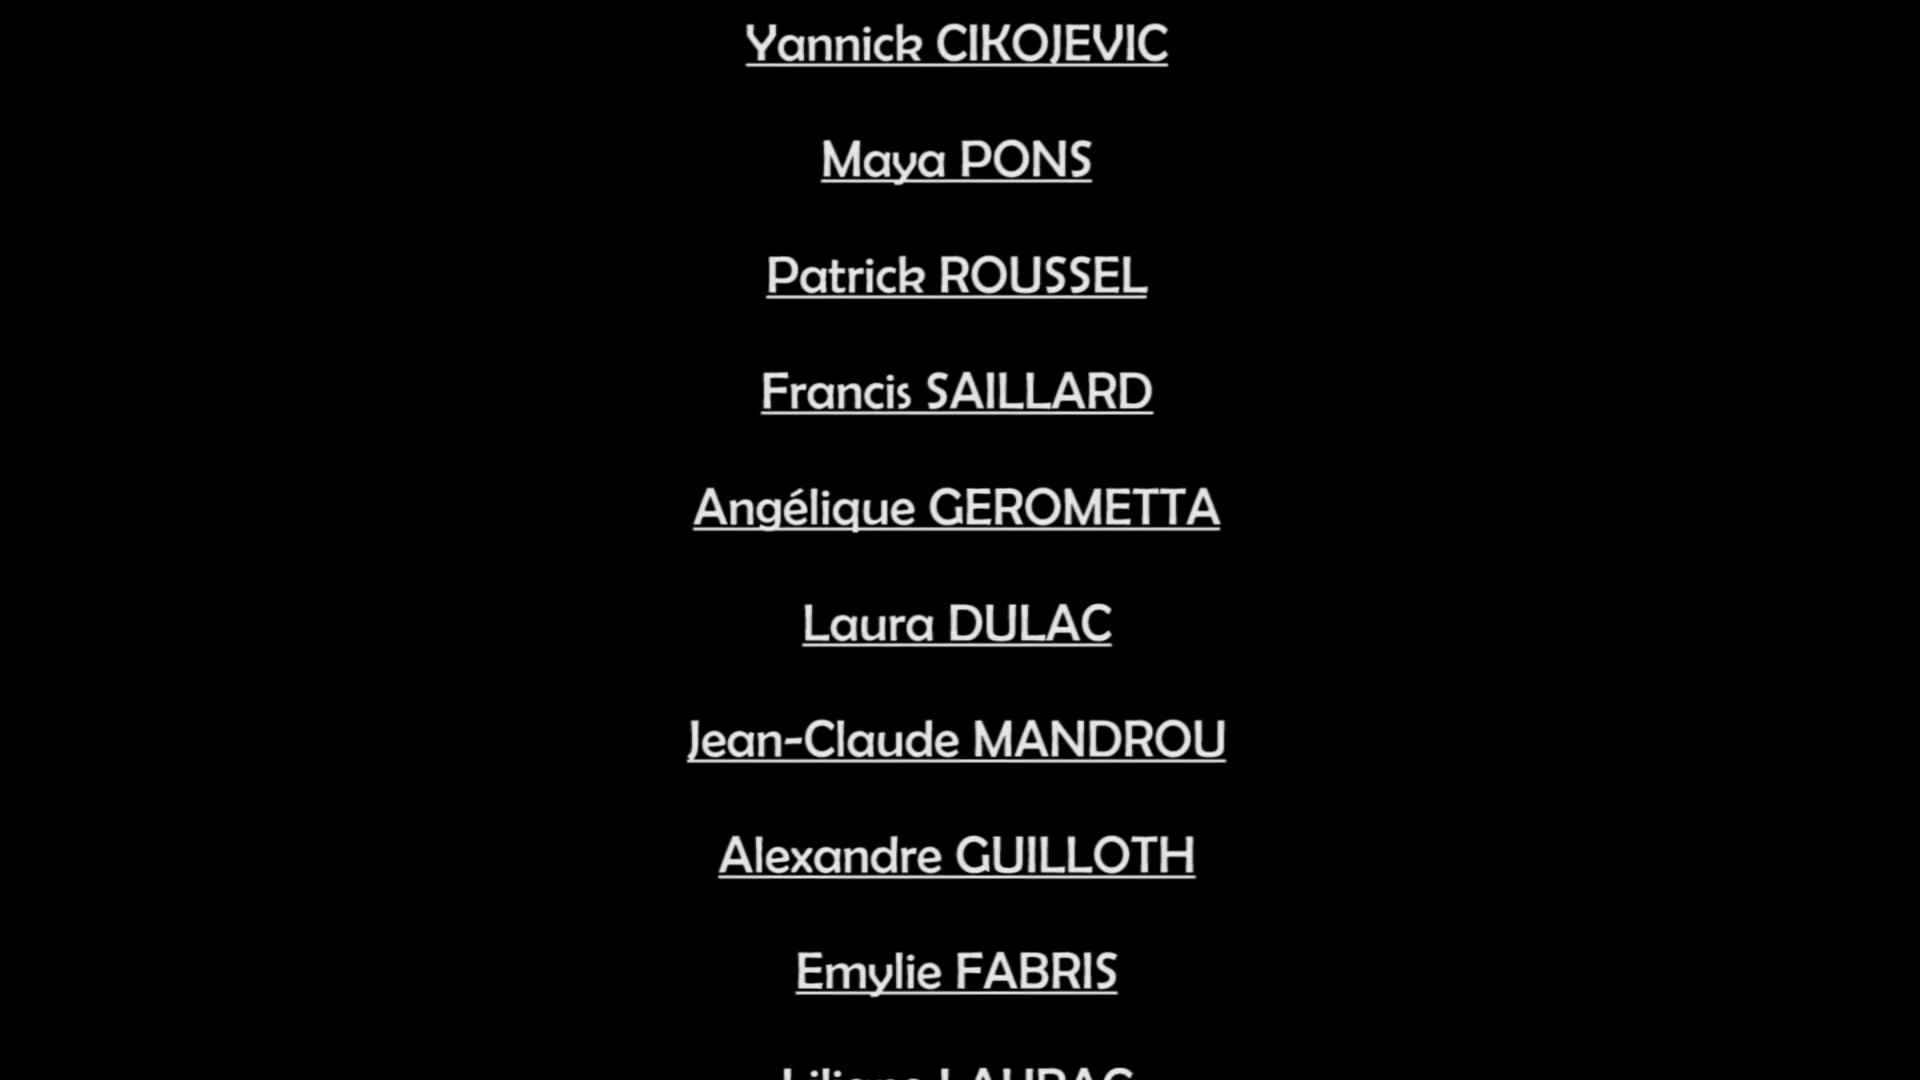 Yannick CIKOJEVIC
Maya PONS
Patrick ROUSSEL
Francis SAILLARD
Angélique GEROMETTA
Laura DULAC
Jean-Claude MANDROU
Alexandre GUILLOTH
Emylie FABRIS